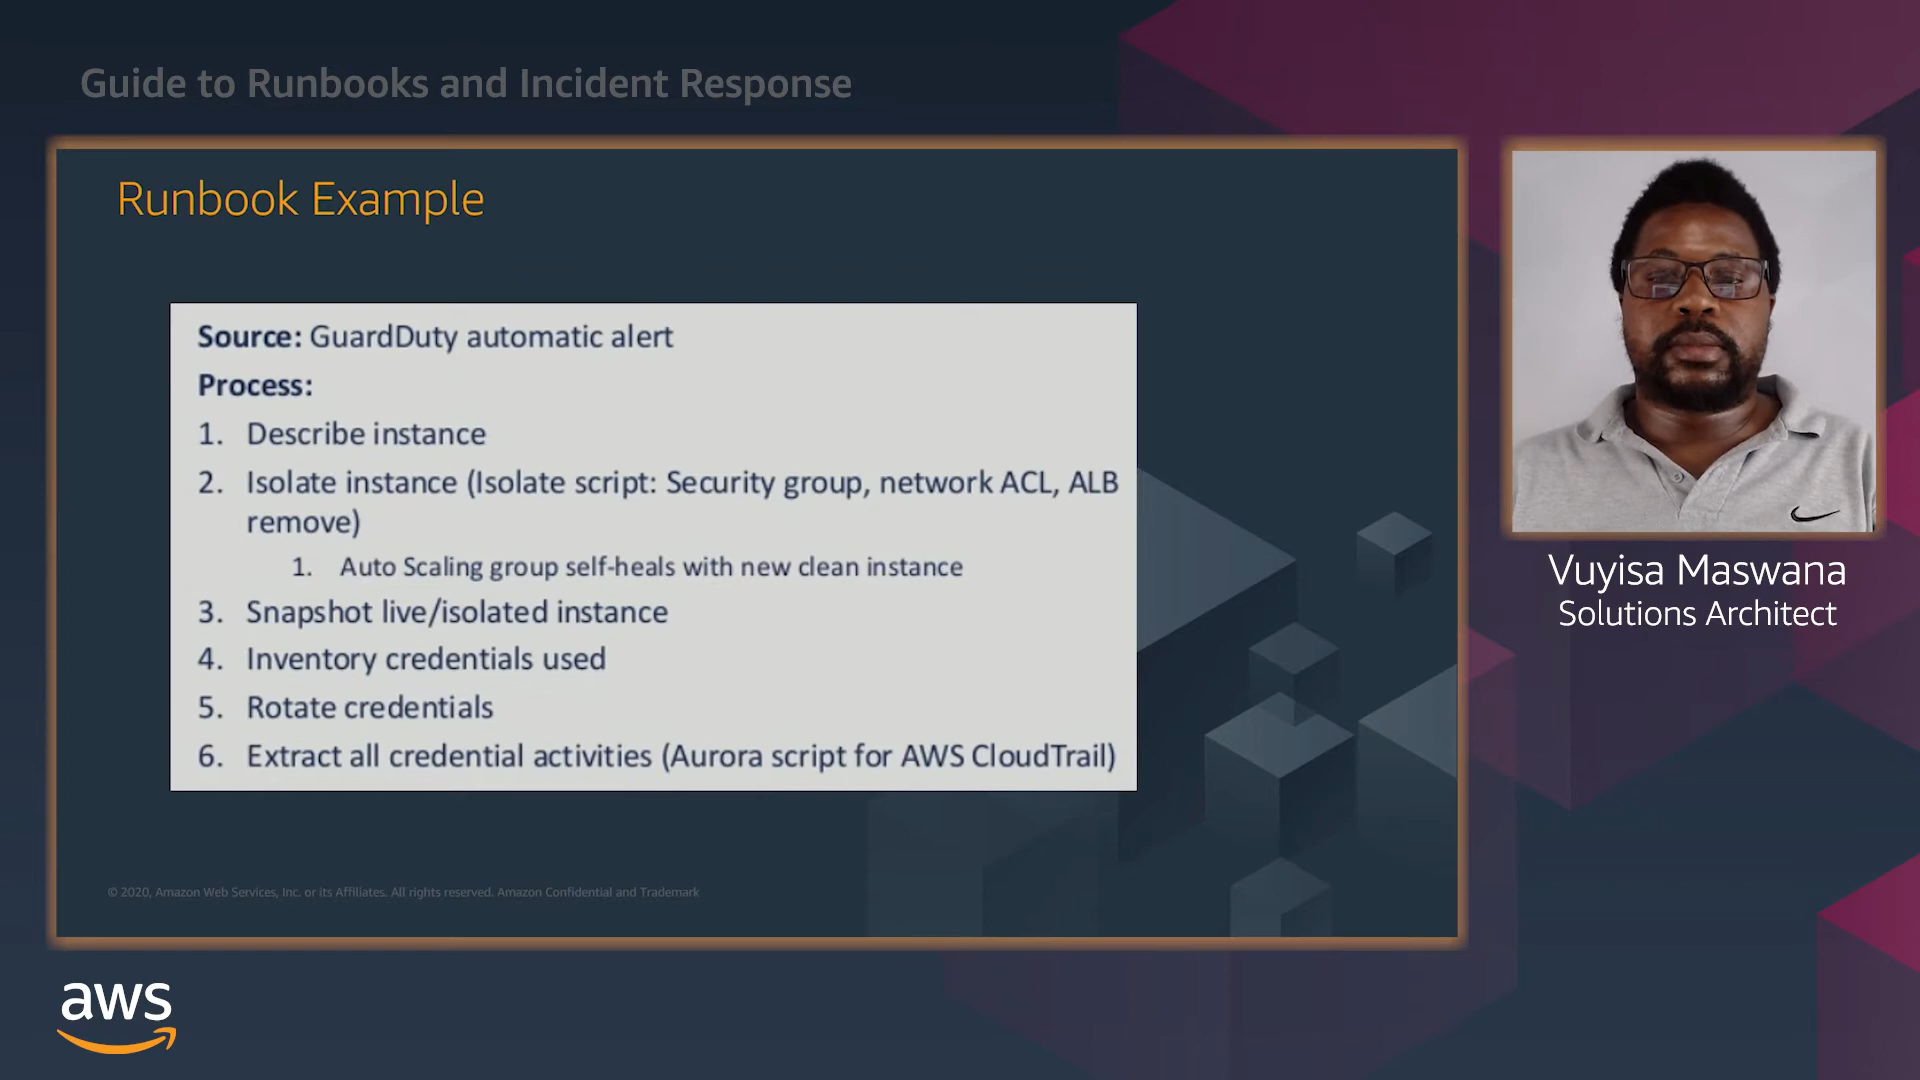 Guide to Runbooks and Incident Response
Runbook Example
Source: GuardDuty automatic alert
Process:
1. Describe instance
2. Isolate instance (Isolate script: Security group, network ACL, ALB
remove)
1. Auto Scaling group self-heals with new clean instance
3. Snapshot live/isolated instance
4. Inventory credentials used
5. Rotate credentials
6. Extract all credential activities (Aurora script for AWS CloudTrail)
© 2020, Amazon Web Services, Inc. or its Affiliates. All rights reserved. Amazon Confidential and Trademark
Vuyisa Maswana
Solutions Architect
aws